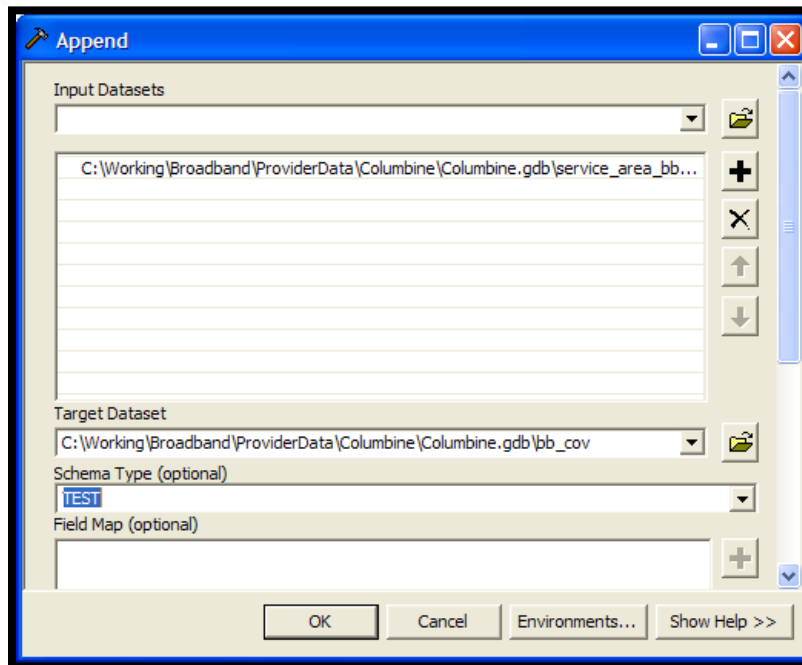 Append
Input Datasets
C:\Working\Broadband\ProviderData\Columbine\Columbine.gdb\service_area_bb...
Target Dataset
C:\Working\Broadband\ProviderData\Columbine\Columbine.gdb\bb_cov
Schema Type (optional)
TEST
Field Map (optional)
OK Cancel Environments... Show Help >>